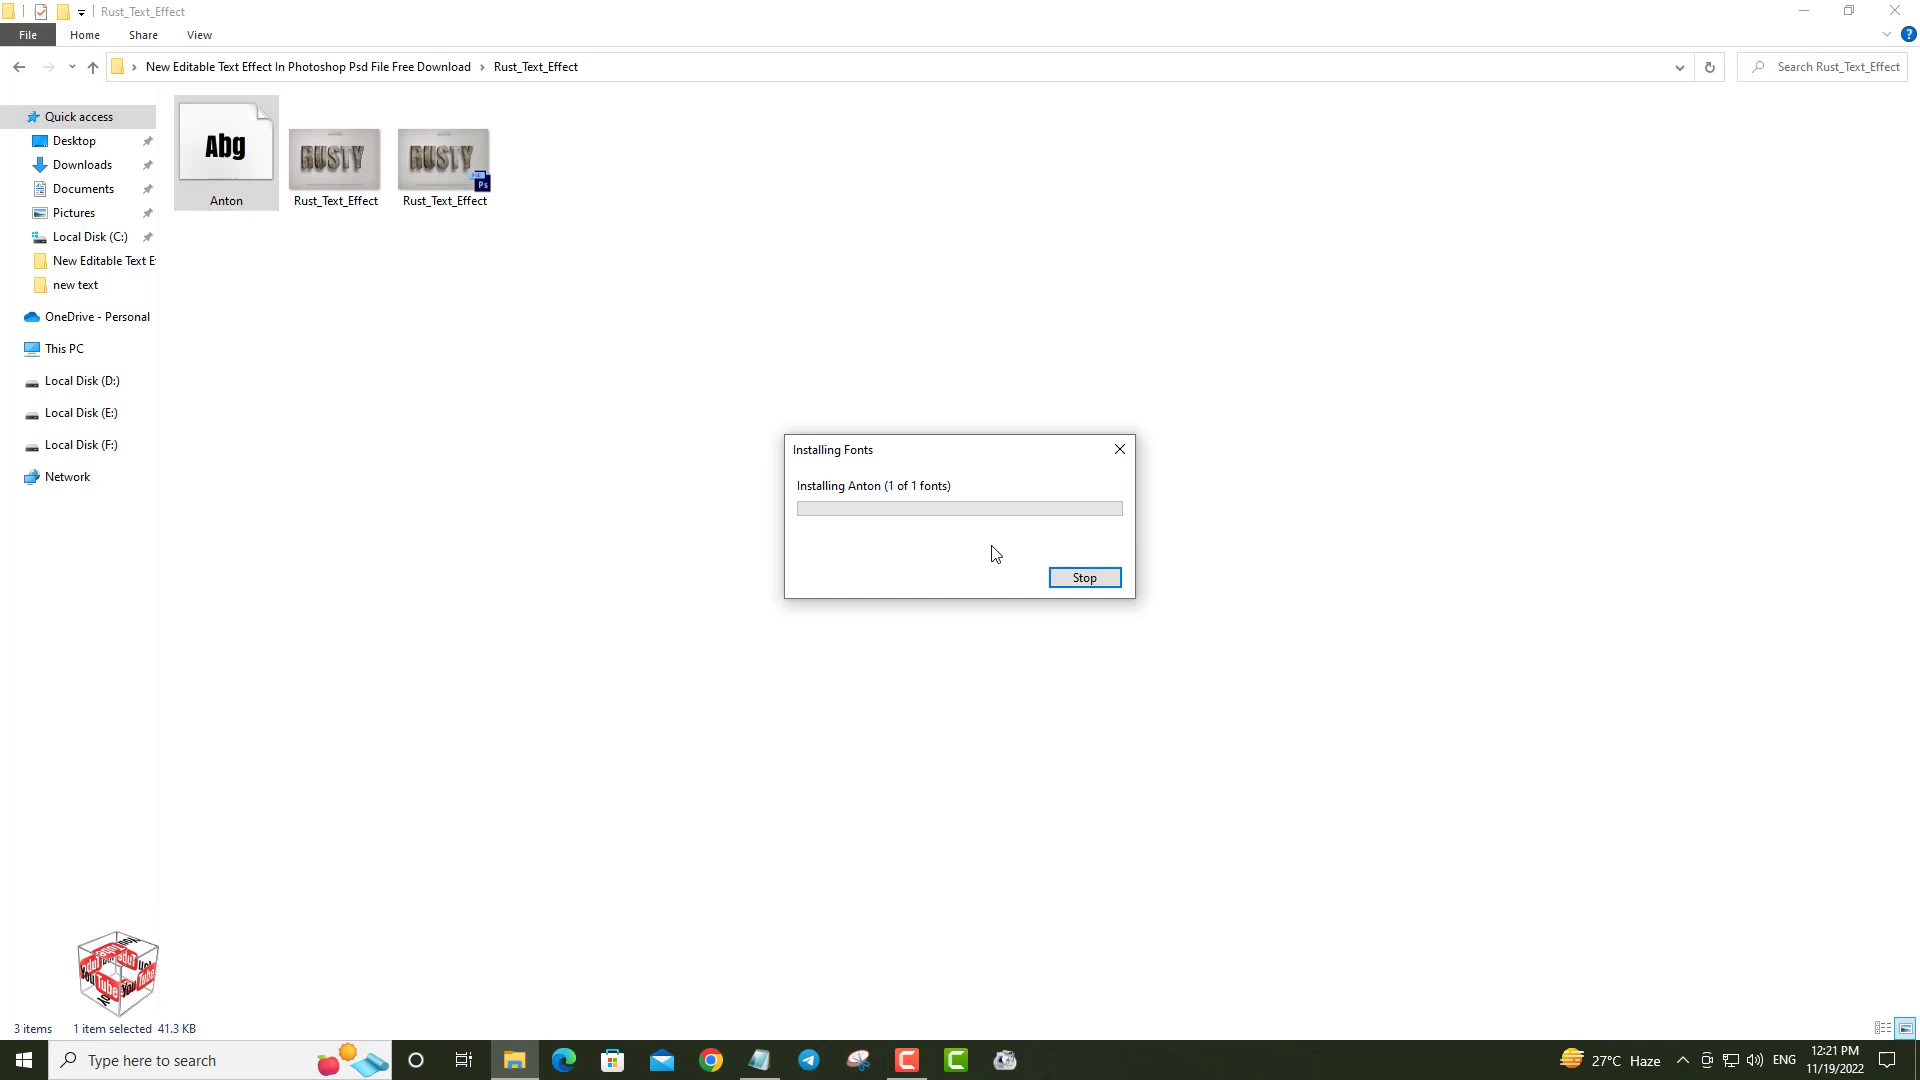 Rust_Text_Effect
File Home Share View
New Editable Text Effect In Photoshop Psd File Free Download > Rust_Text_Effect
Search Rust_Text_Effect
Quick access
Desktop
Downloads
Documents
Pictures
Local Disk (C:)
New Editable Text E
new text
OneDrive - Personal
This PC
Local Disk (D:)
Local Disk (E:)
Local Disk (F:)
Network
Abg
Anton
RUSTY
Rust_Text_Effect
RUSTY
Ps
Rust_Text_Effect
Installing Fonts
Installing Anton (1 of 1 fonts)
Stop
YouTube
3 items 1 item selected 41.3 KB
Type here to search
27°C Haze
ENG
12:21 PM
11/19/2022